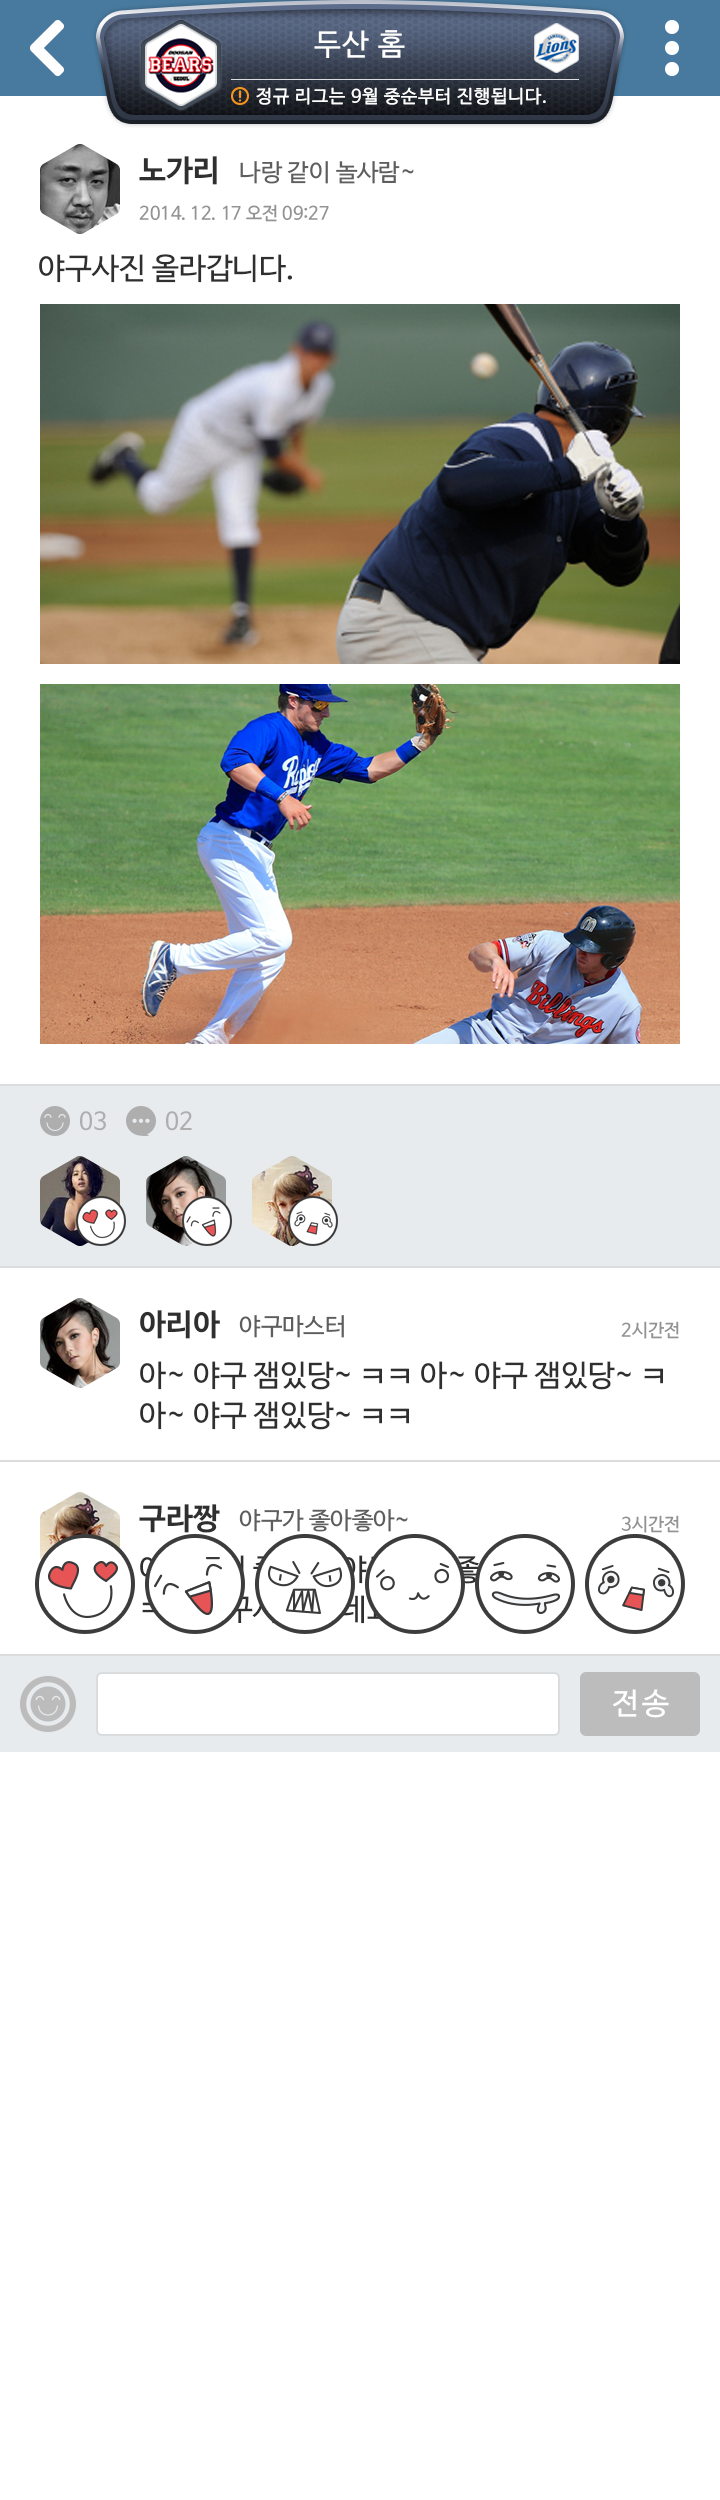 두산 홈
DOOSAN
BEARS
SEOUL
SAMSUNG
Lions
정규 리그는 9월 중순부터 진행됩니다.
노가리 나랑 같이 놀사람~
2014. 12. 17 오전 09:27
야구사진 올라갑니다.
Billings
03 02
아리아 야구마스터 2시간전
아~ 야구 잼있당~ ㅋㅋ 아~ 야구 잼있당~ ㅋ
아~ 야구 잼있당~ ㅋㅋ
구라짱 야구가 좋아좋아~ 3시간전
전송